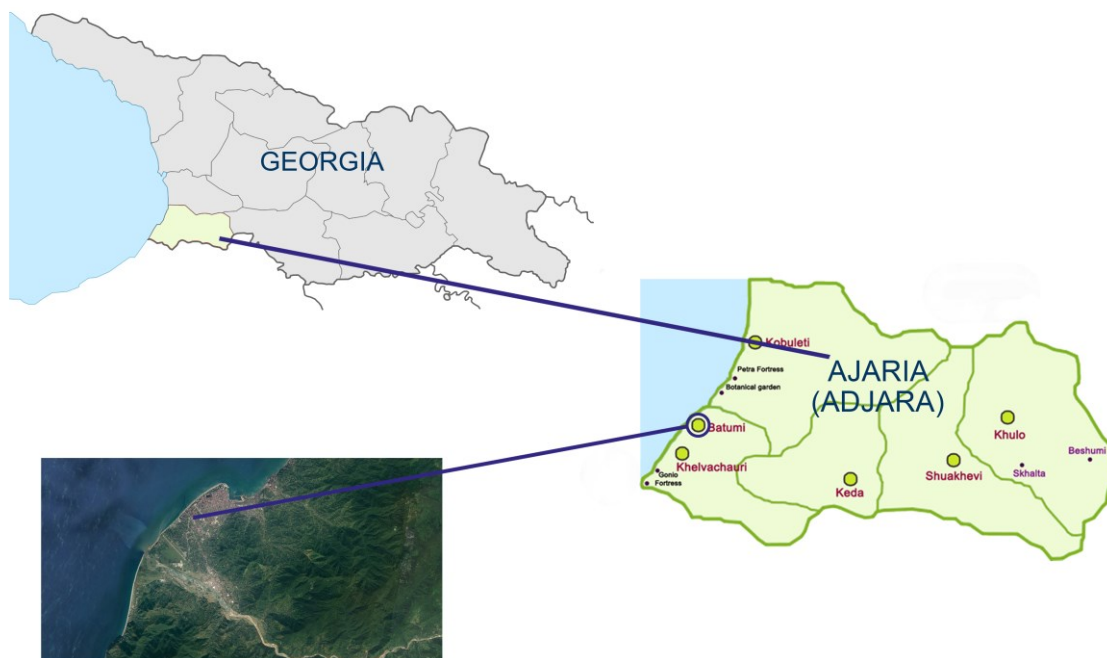 GEORGIA
Kobuleti
Petra Fortress
Botanical garden
AJARIA
(ADJARA)
Batumi
Khelvachauri
Gonio
Fortress
Keda
Shuakhevi
Khulo
Skhalta
Beshumi